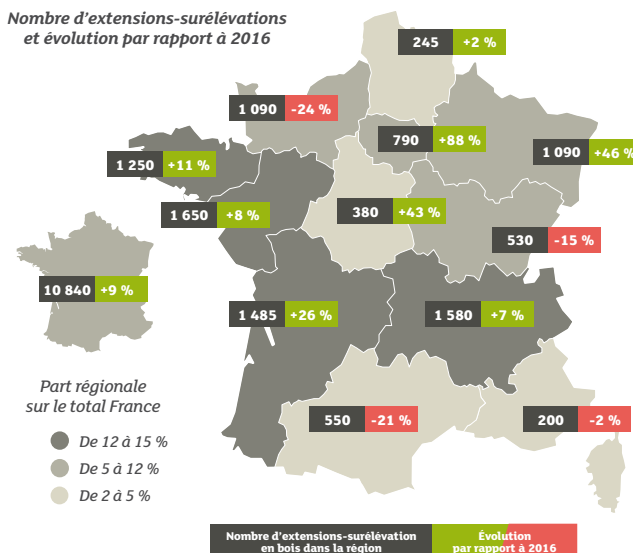 Nombre d'extensions-surélévations
et évolution par rapport à 2016
245 +2 %
1 090 -24 %
790 +88 %
1 090 +46 %
1 250 +11 %
1 650 +8 %
380 +43 %
530 -15 %
10 840 +9 %
1 485 +26 %
1 580 +7 %
Part régionale
sur le total France
De 12 à 15 %
De 5 à 12 %
De 2 à 5 %
550 -21 %
200 -2 %
Nombre d'extensions-surélévation
en bois dans la région
Évolution
par rapport à 2016